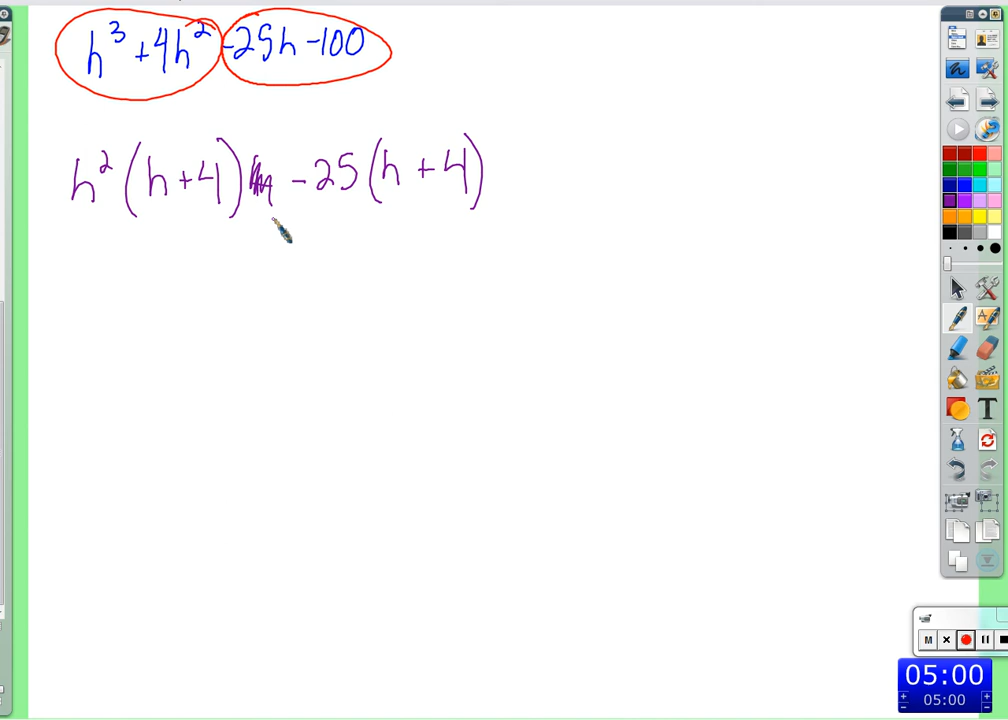 h³ + 4h² - 25h - 100
h² (h + 4) - 25 (h + 4)
A
T
M
05:00
05:00